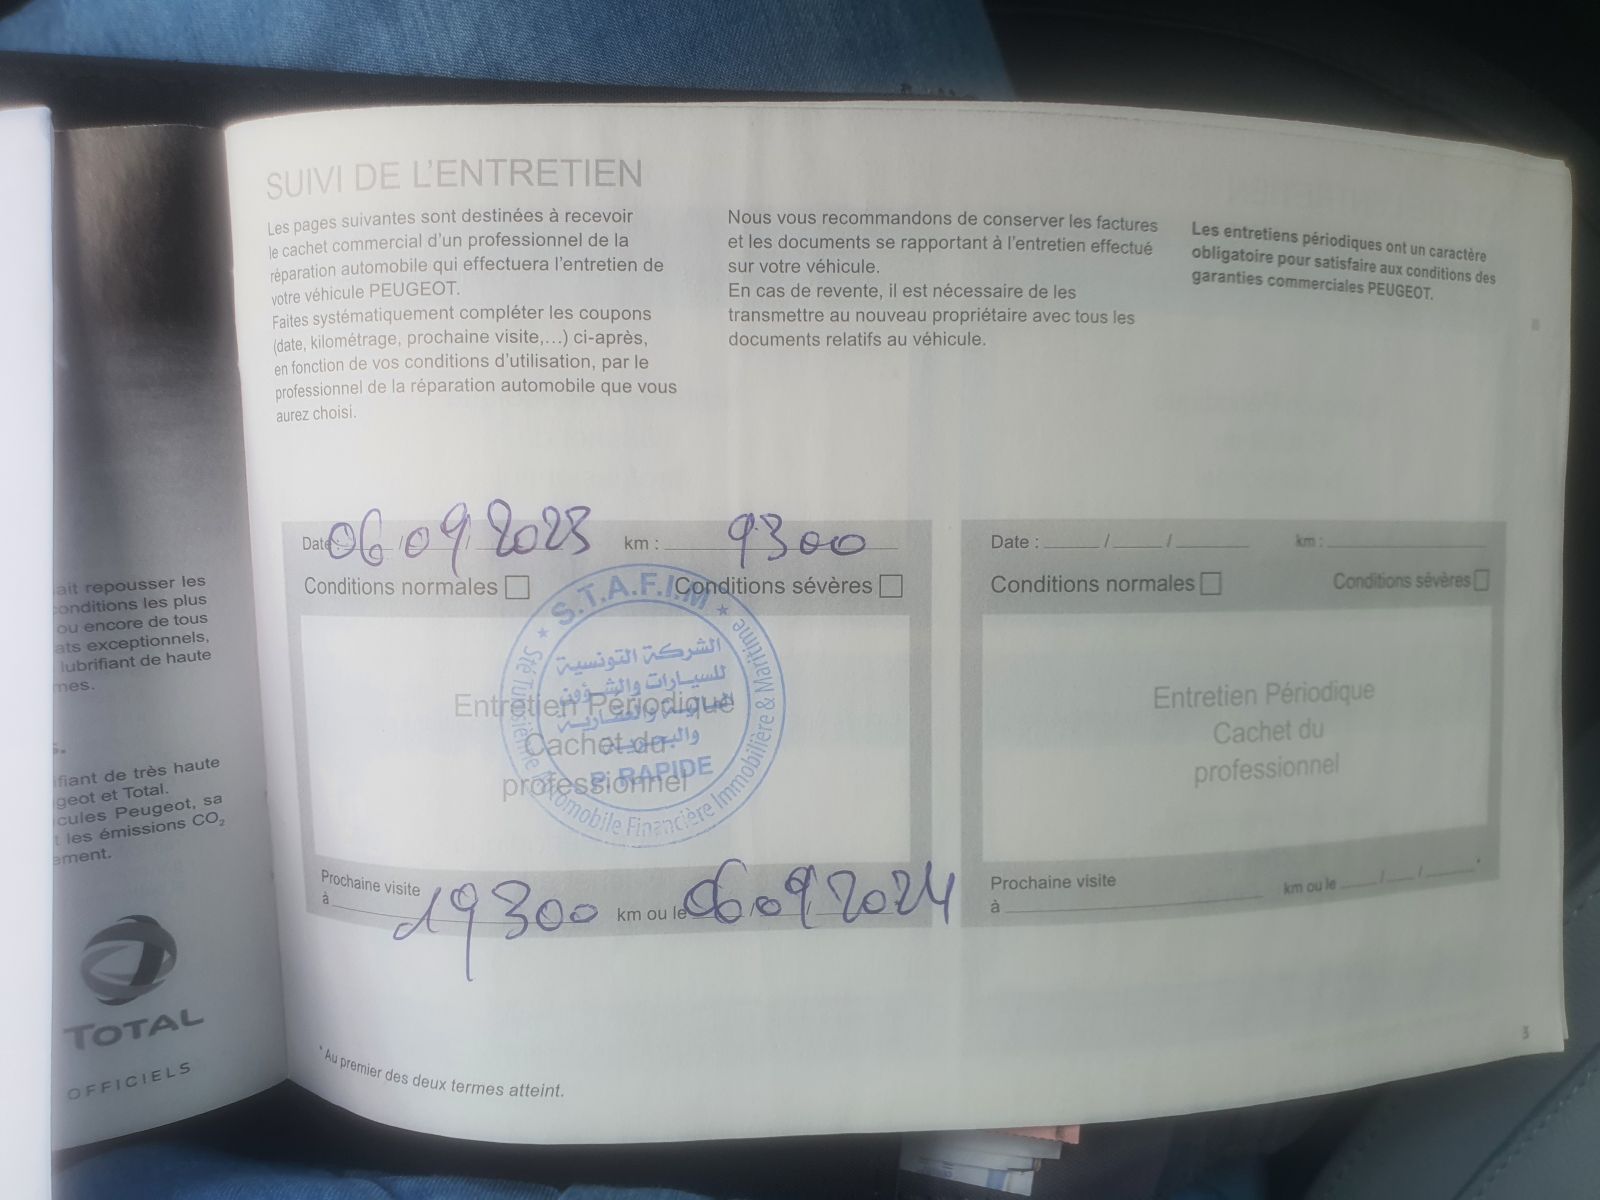 SUIVI DE L'ENTRETIEN
Les pages suivantes sont destinées à recevoir
le cachet commercial d'un professionnel de la
réparation automobile qui effectuera l'entretien de
votre véhicule PEUGEOT.
Faites systématiquement compléter les coupons
(date, kilométrage, prochaine visite,...) ci-après,
en fonction de vos conditions d'utilisation, par le
professionnel de la réparation automobile que vous
aurez choisi.
Nous vous recommandons de conserver les factures
et les documents se rapportant à l'entretien effectué
sur votre véhicule.
En cas de revente, il est nécessaire de les
transmettre au nouveau propriétaire avec tous les
documents relatifs au véhicule.
Les entretiens périodiques ont un caractère
obligatoire pour satisfaire aux conditions des
garanties commerciales PEUGEOT.
Date : 06/09/2023 km : 9300
Conditions normales Conditions sévères
Entretien Périodique
Cachet du
professionnel
S.T.A.F.I.M
Sté Tunisiènne Automobile Financière Immobilière & Maritime
الشركة التونسية
للسيارات والشؤون
المالية والعقارية
والبحرية
RAPIDE
Prochaine visite
à 19300 km ou le 06/09/2024
Date : / / km :
Conditions normales Conditions sévères
Entretien Périodique
Cachet du
professionnel
Prochaine visite
à km ou le / / *
* Au premier des deux termes atteint.
3
ait repousser les
conditions les plus
ou encore de tous
ats exceptionnels,
lubrifiant de haute
mes.
s.
fiant de très haute
geot et Total.
cules Peugeot, sa
t les émissions CO₂
ement.
TOTAL
OFFICIELS